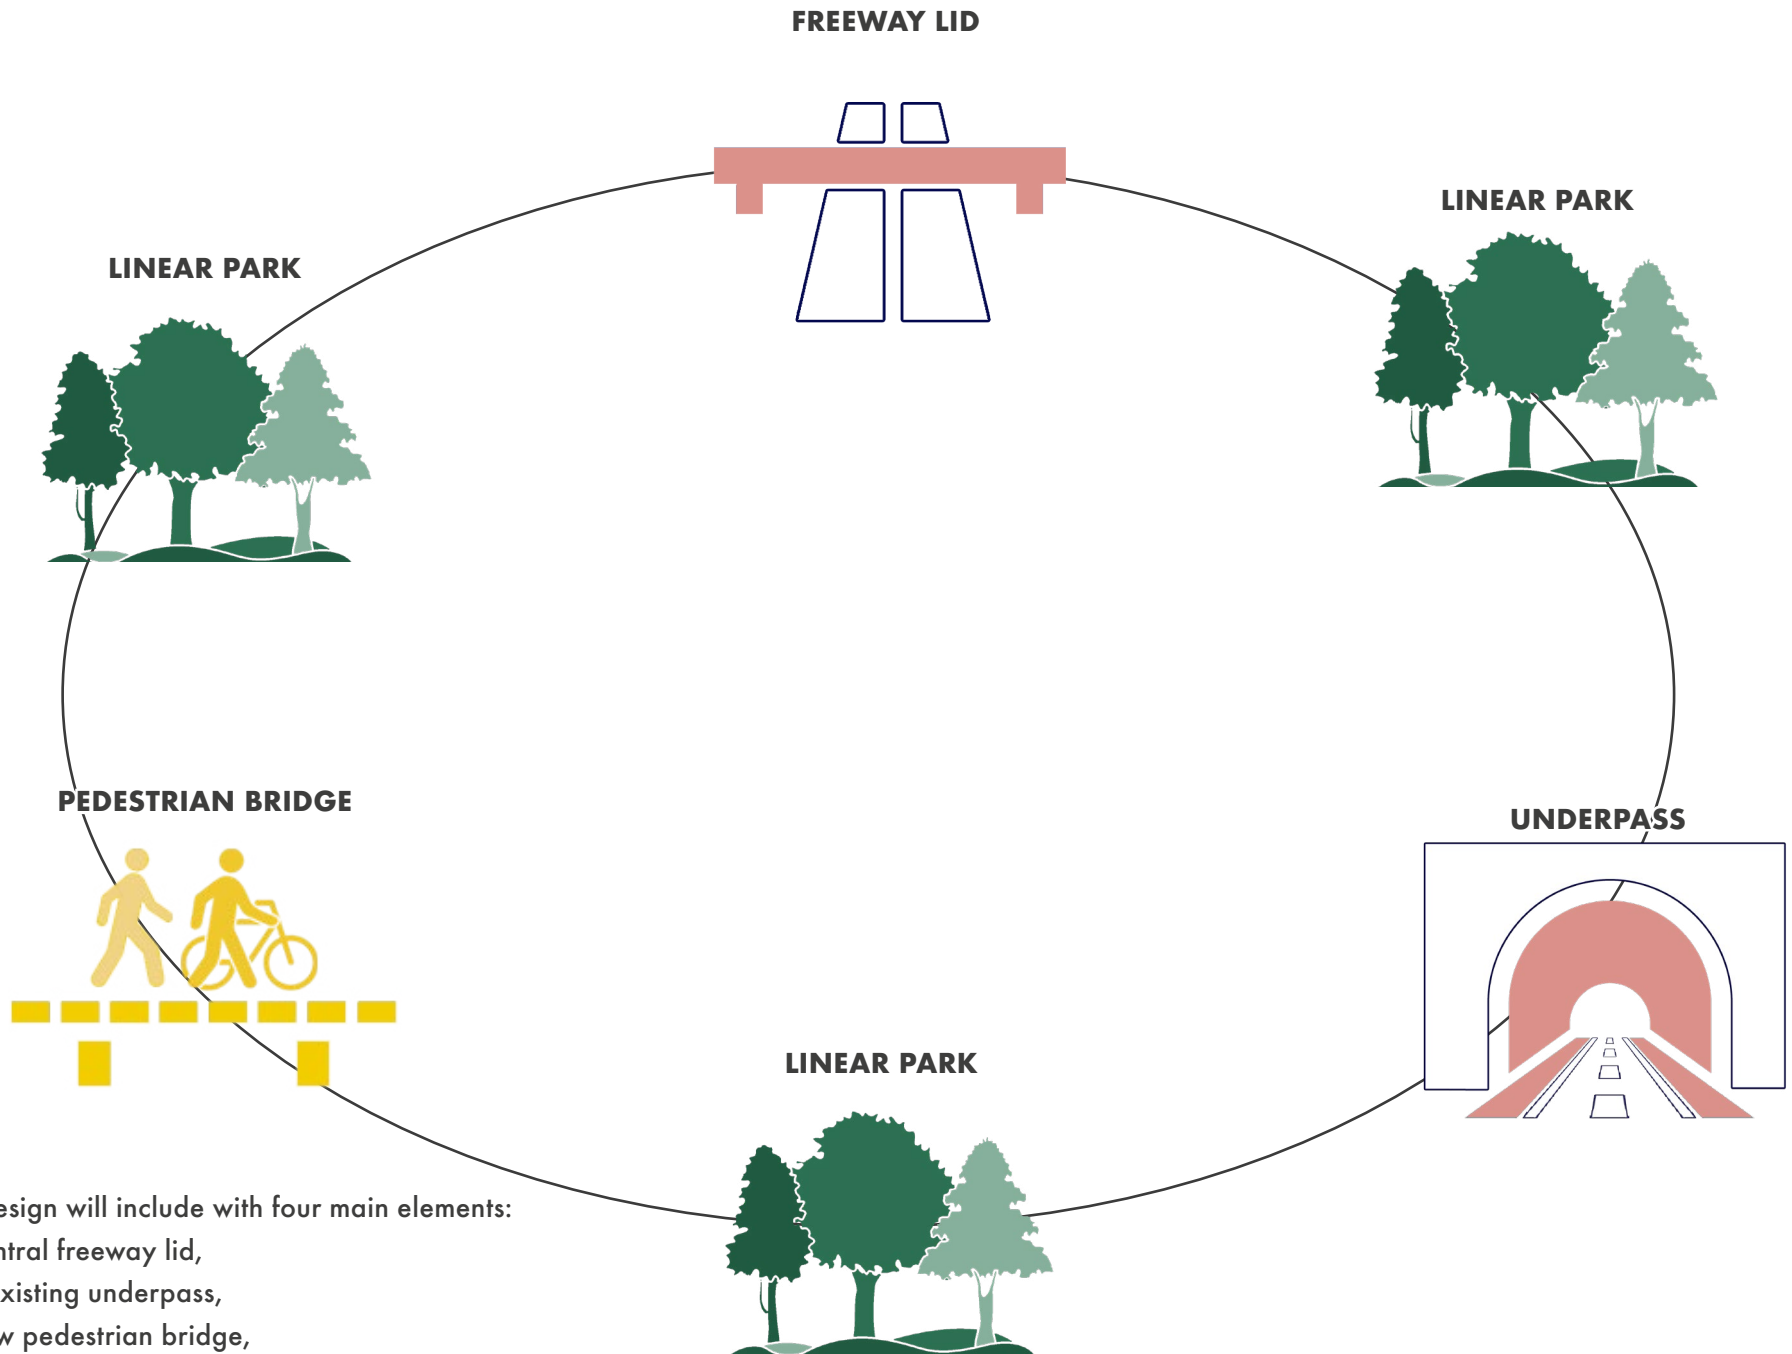 FREEWAY LID
LINEAR PARK
LINEAR PARK
PEDESTRIAN BRIDGE
UNDERPASS
LINEAR PARK
esign will include with four main elements:
ntral freeway lid,
xisting underpass,
w pedestrian bridge,